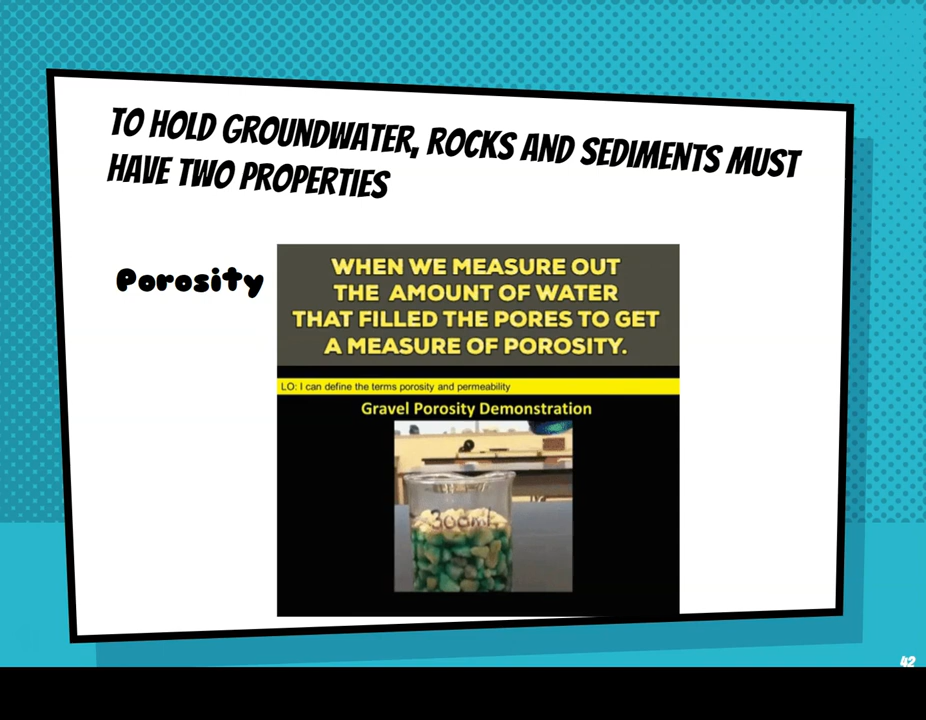 TO HOLD GROUNDWATER, ROCKS AND SEDIMENTS MUST
HAVE TWO PROPERTIES
Porosity
WHEN WE MEASURE OUT
THE AMOUNT OF WATER
THAT FILLED THE PORES TO GET
A MEASURE OF POROSITY.
LO: I can define the terms porosity and permeability
Gravel Porosity Demonstration
300ml
42